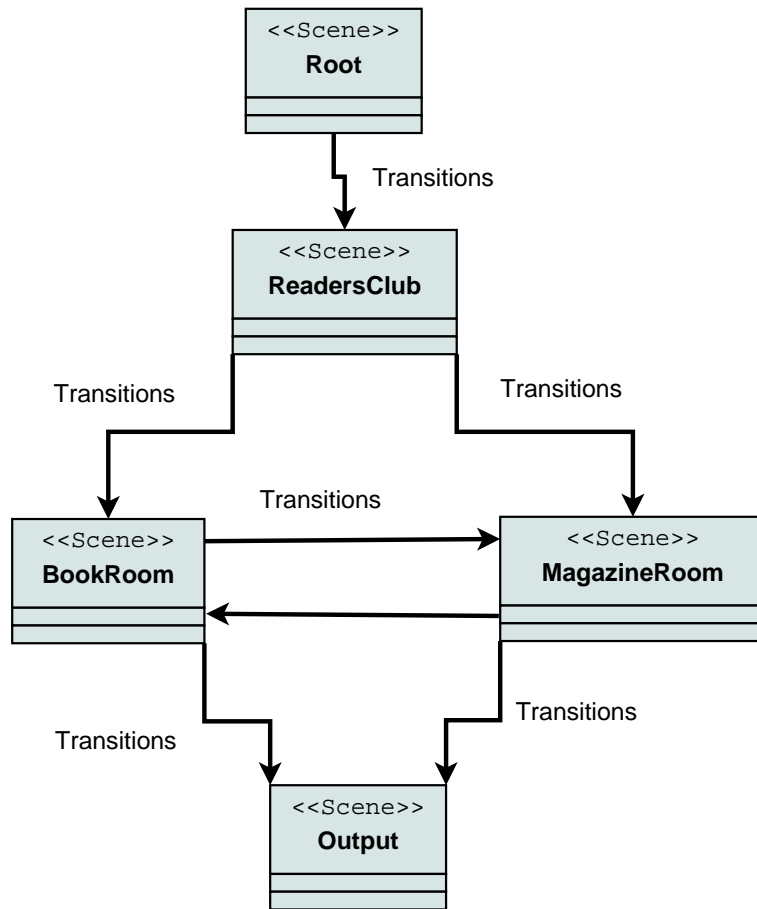 <<Scene>>
Root
Transitions
<<Scene>>
ReadersClub
Transitions
Transitions
Transitions
<<Scene>>
BookRoom
<<Scene>>
MagazineRoom
Transitions
Transitions
<<Scene>>
Output